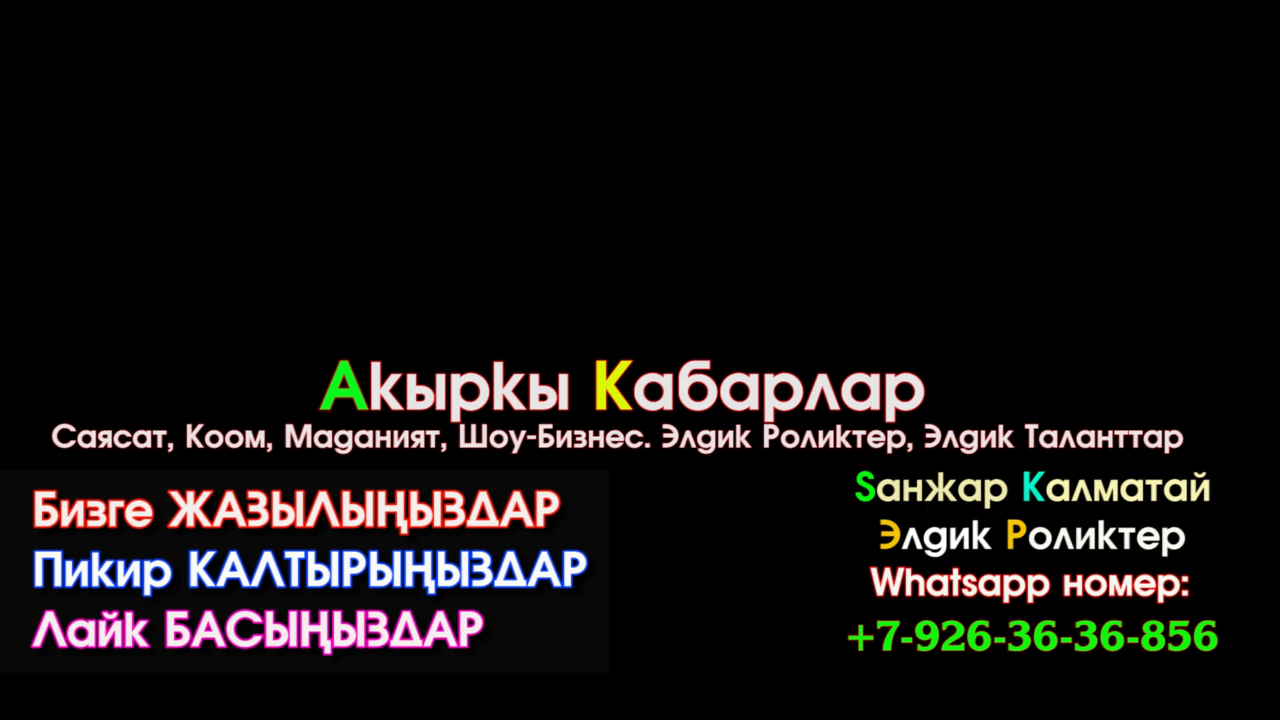 Акыркы Кабарлар
Саясат, Коом, Маданият, Шоу-Бизнес. Элдик Роликтер, Элдик Таланттар
Бизге ЖАЗЫЛЫҢЫЗДАР
Пикир КАЛТЫРЫҢЫЗДАР
Лайк БАСЫҢЫЗДАР
Sанжар Калматай
Элдик Роликтер
Whatsapp номер:
+7-926-36-36-856